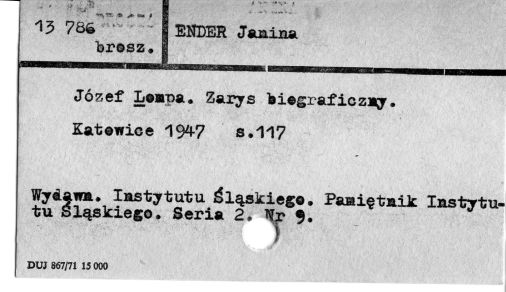 13 786
brosz.
ENDER Janina
Józef Lompa. Zarys biograficzny.
Katowice 1947 s.117
Wydawn. Instytutu Śląskiego. Pamiętnik Instytu-
tu Śląskiego. Seria 2. Nr 9.
DUJ 867/71 15 000